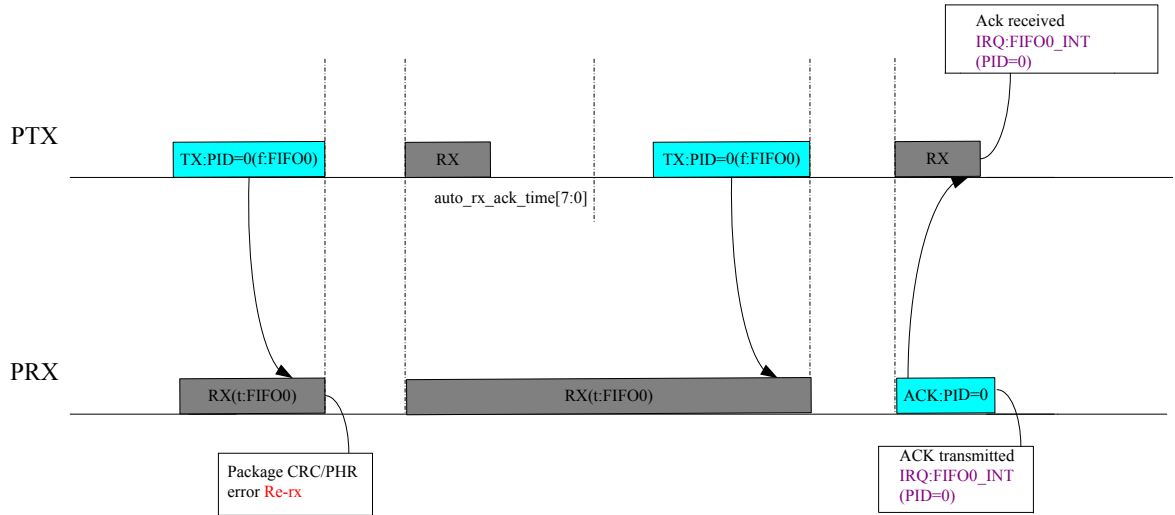 Ack received
IRQ:FIFO0_INT
(PID=0)
PTX
TX:PID=0(f:FIFO0)
RX
TX:PID=0(f:FIFO0)
RX
auto_rx_ack_time[7:0]
PRX
RX(t:FIFO0)
RX(t:FIFO0)
ACK:PID=0
Package CRC/PHR
error Re-rx
ACK transmitted
IRQ:FIFO0_INT
(PID=0)